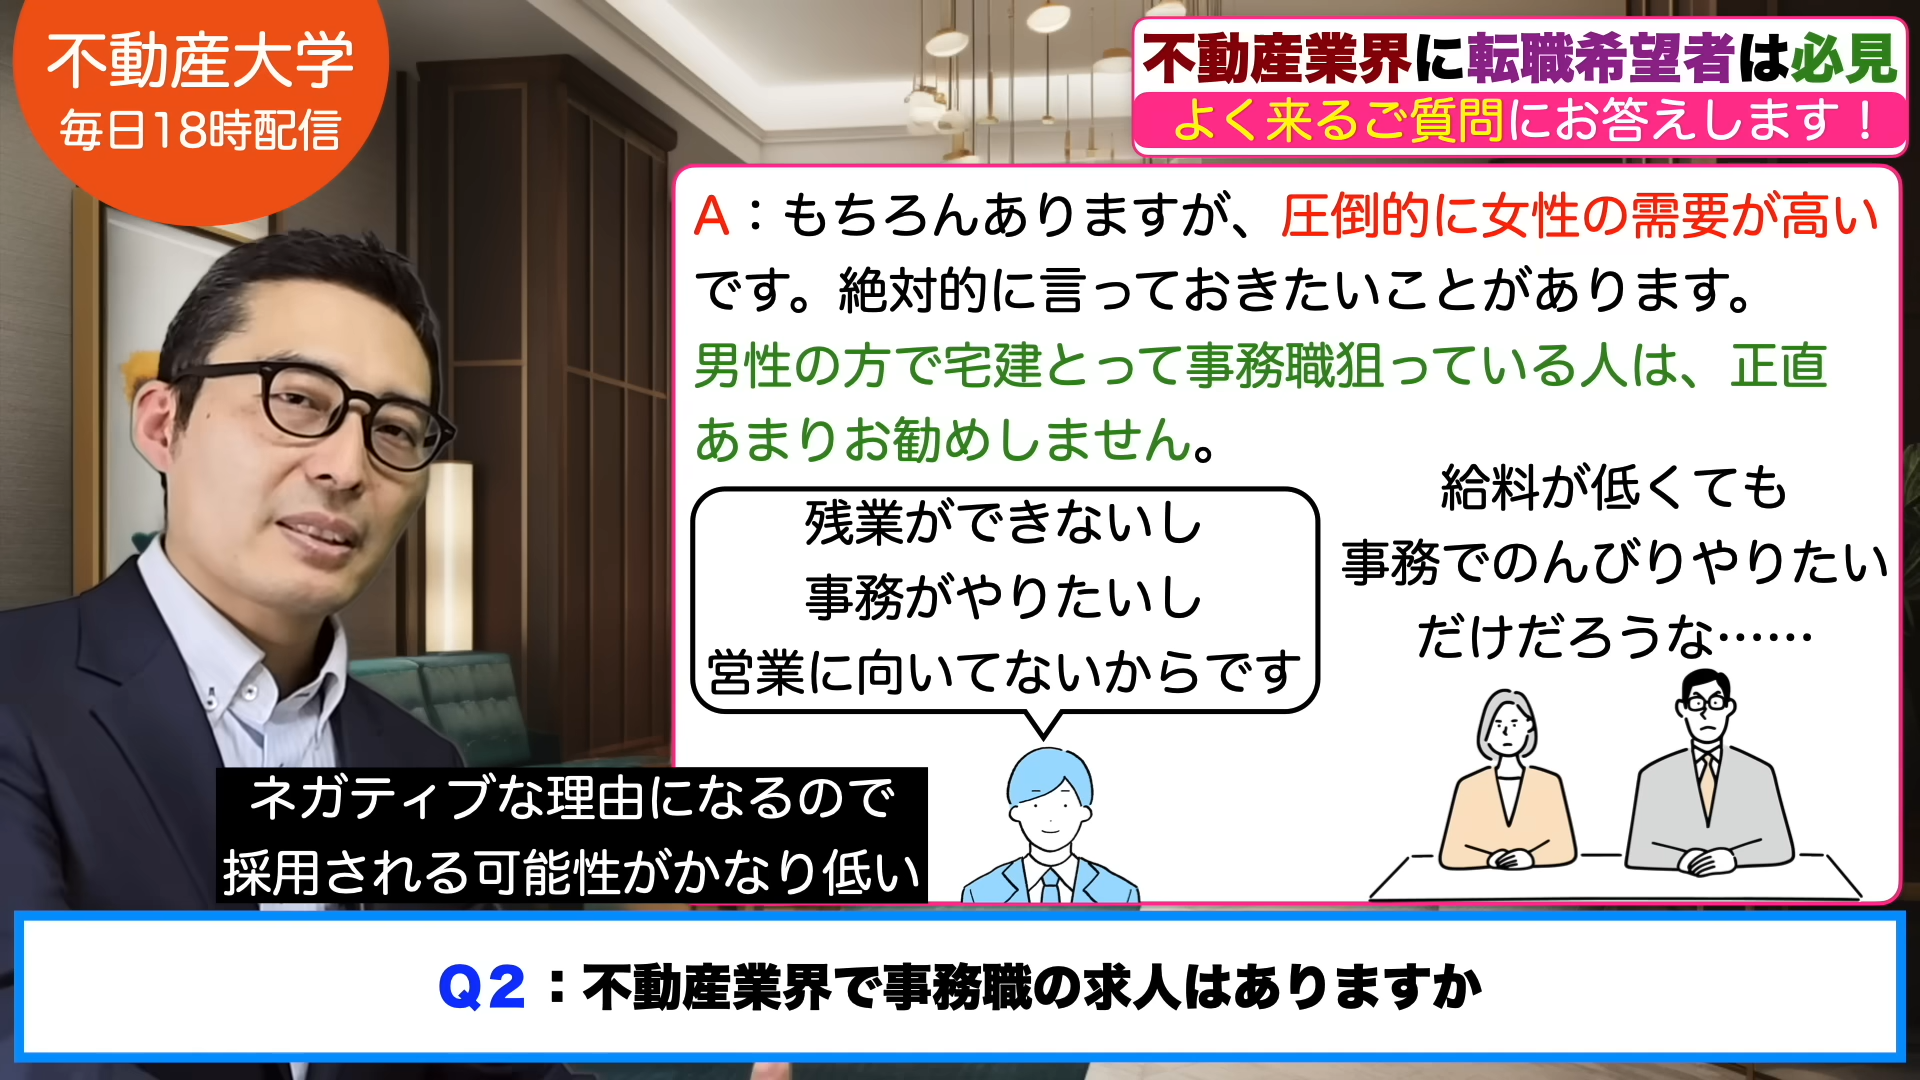 不動産大学
毎日18時配信
不動産業界に転職希望者は必見
よく来るご質問にお答えします！
A：もちろんありますが、圧倒的に女性の需要が高い
です。絶対的に言っておきたいことがあります。
男性の方で宅建とって事務職狙っている人は、正直
あまりお勧めしません。
残業ができないし
事務がやりたいし
営業に向いてないからです
給料が低くても
事務でのんびりやりたい
だけだろうな……
ネガティブな理由になるので
採用される可能性がかなり低い
Q2：不動産業界で事務職の求人はありますか